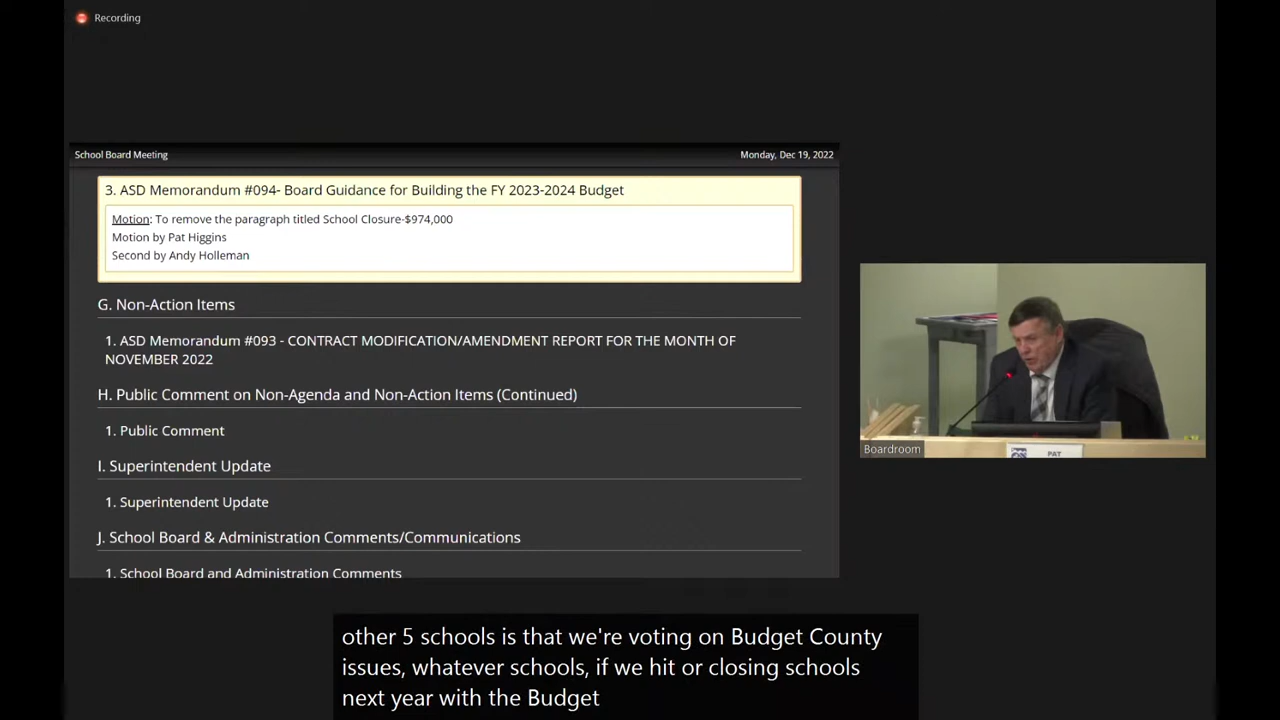 Recording
School Board Meeting
Monday, Dec 19, 2022
3. ASD Memorandum #094- Board Guidance for Building the FY 2023-2024 Budget
Motion: To remove the paragraph titled School Closure-$974,000
Motion by Pat Higgins
Second by Andy Holleman
G. Non-Action Items
1. ASD Memorandum #093 - CONTRACT MODIFICATION/AMENDMENT REPORT FOR THE MONTH OF
NOVEMBER 2022
H. Public Comment on Non-Agenda and Non-Action Items (Continued)
1. Public Comment
I. Superintendent Update
1. Superintendent Update
J. School Board & Administration Comments/Communications
1. School Board and Administration Comments
Boardroom
PAT
other 5 schools is that we're voting on Budget County
issues, whatever schools, if we hit or closing schools
next year with the Budget